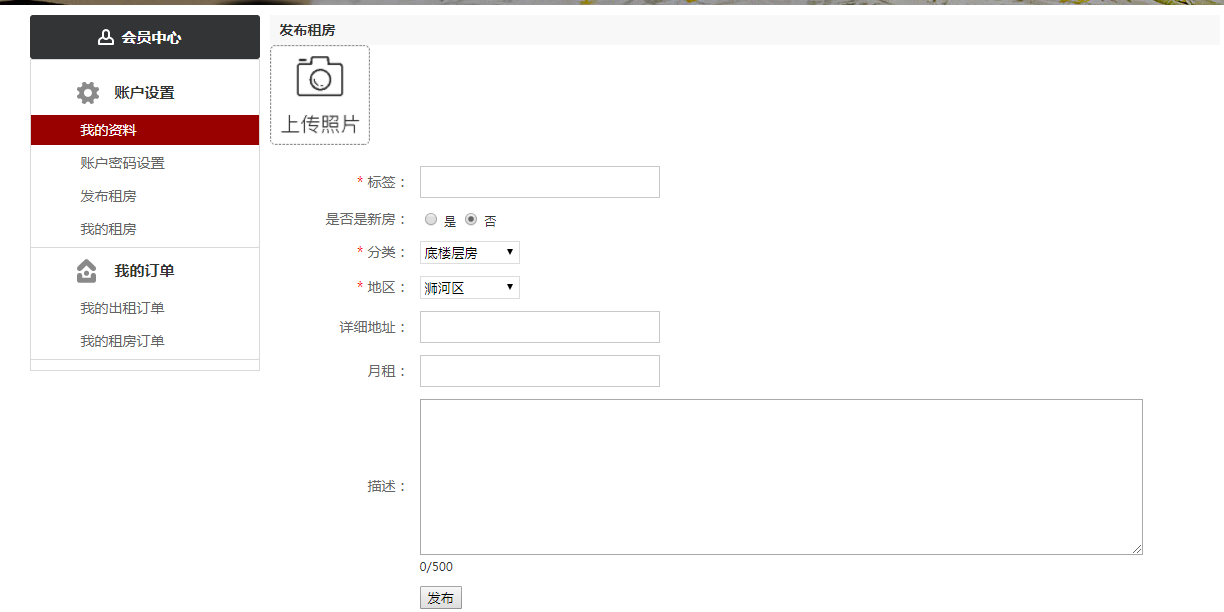 会员中心
账户设置
我的资料
账户密码设置
发布租房
我的租房
我的订单
我的出租订单
我的租房订单
发布租房
上传照片
* 标签：
是否是新房： 是 否
* 分类： 底楼层房
* 地区： 浉河区
详细地址：
月租：
描述：
0/500
发布